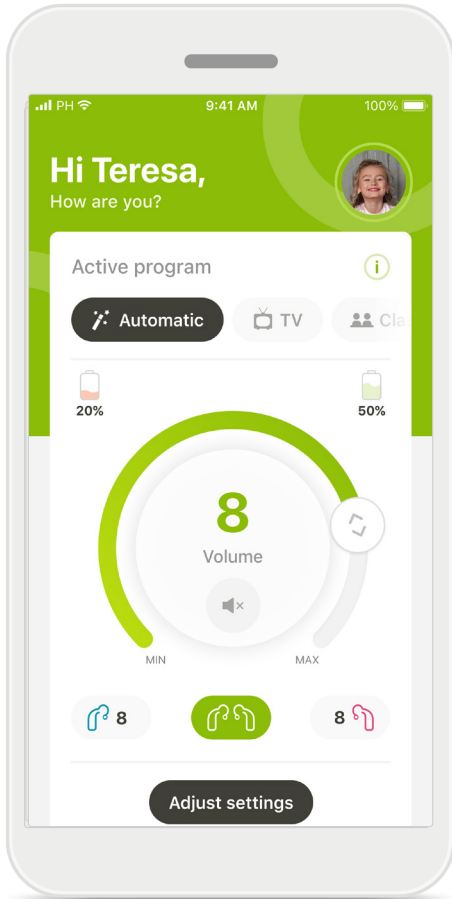 PH 9:41 AM 100%
Hi Teresa,
How are you?
Active program i
Automatic TV Cla
20% 50%
8
Volume
MIN MAX
8 8
Adjust settings